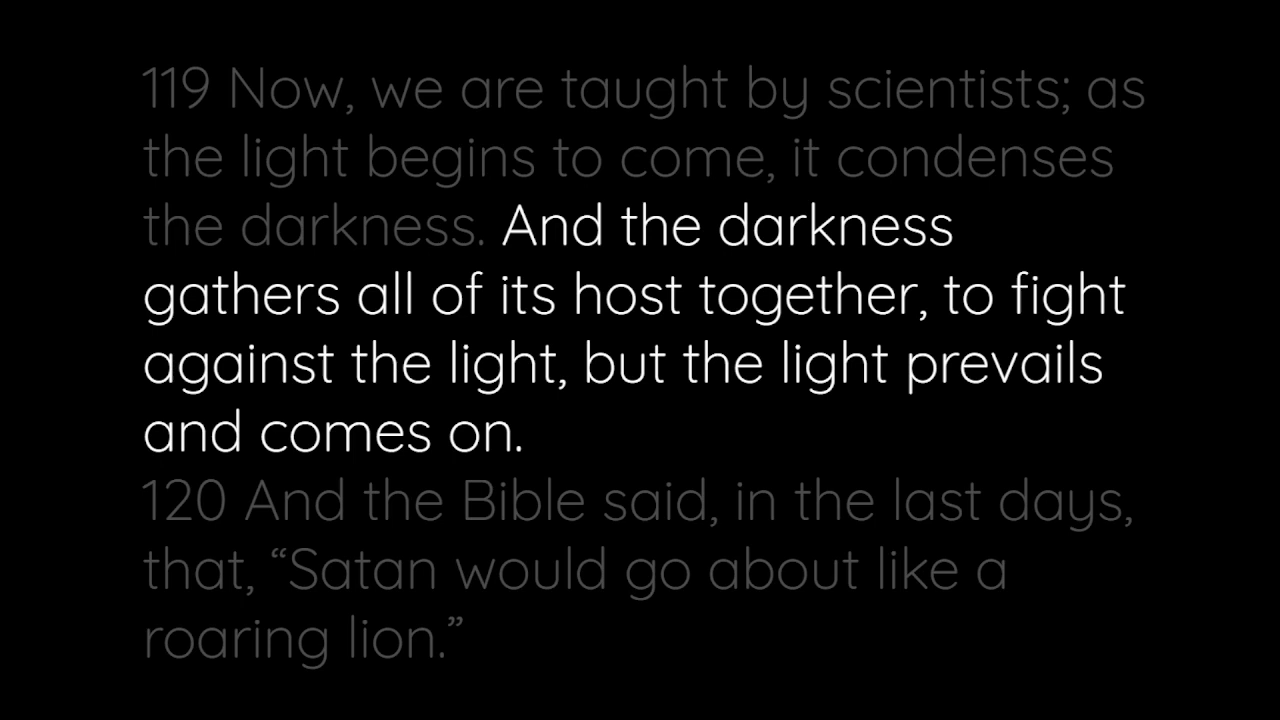 119 Now, we are taught by scientists; as
the light begins to come, it condenses
the darkness. And the darkness
gathers all of its host together, to fight
against the light, but the light prevails
and comes on.
120 And the Bible said, in the last days,
that, “Satan would go about like a
roaring lion.”